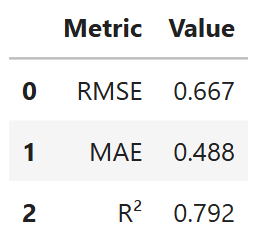 Metric Value
0 RMSE 0.667
1 MAE 0.488
2 R² 0.792